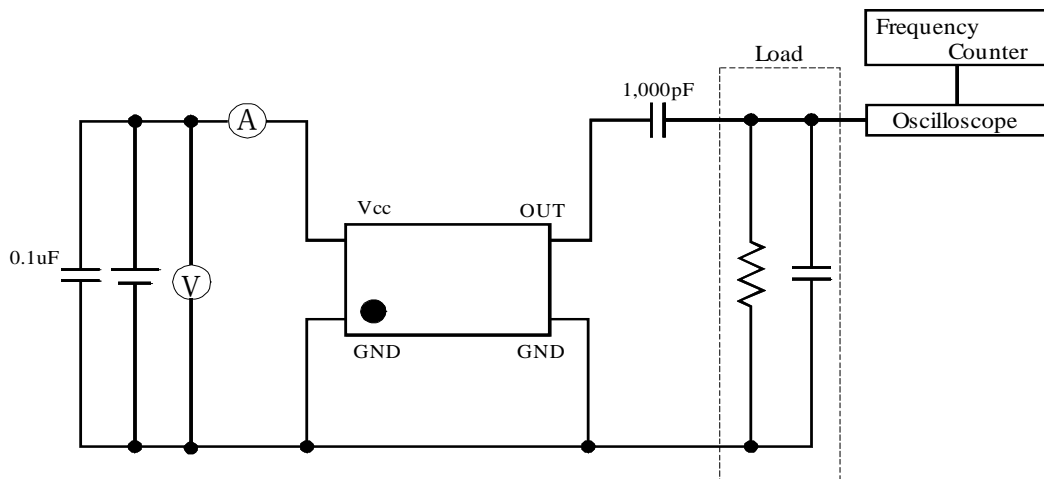 Frequency
Counter
Load
1,000pF
A
Oscilloscope
Vcc
OUT
0.1uF
V
GND
GND